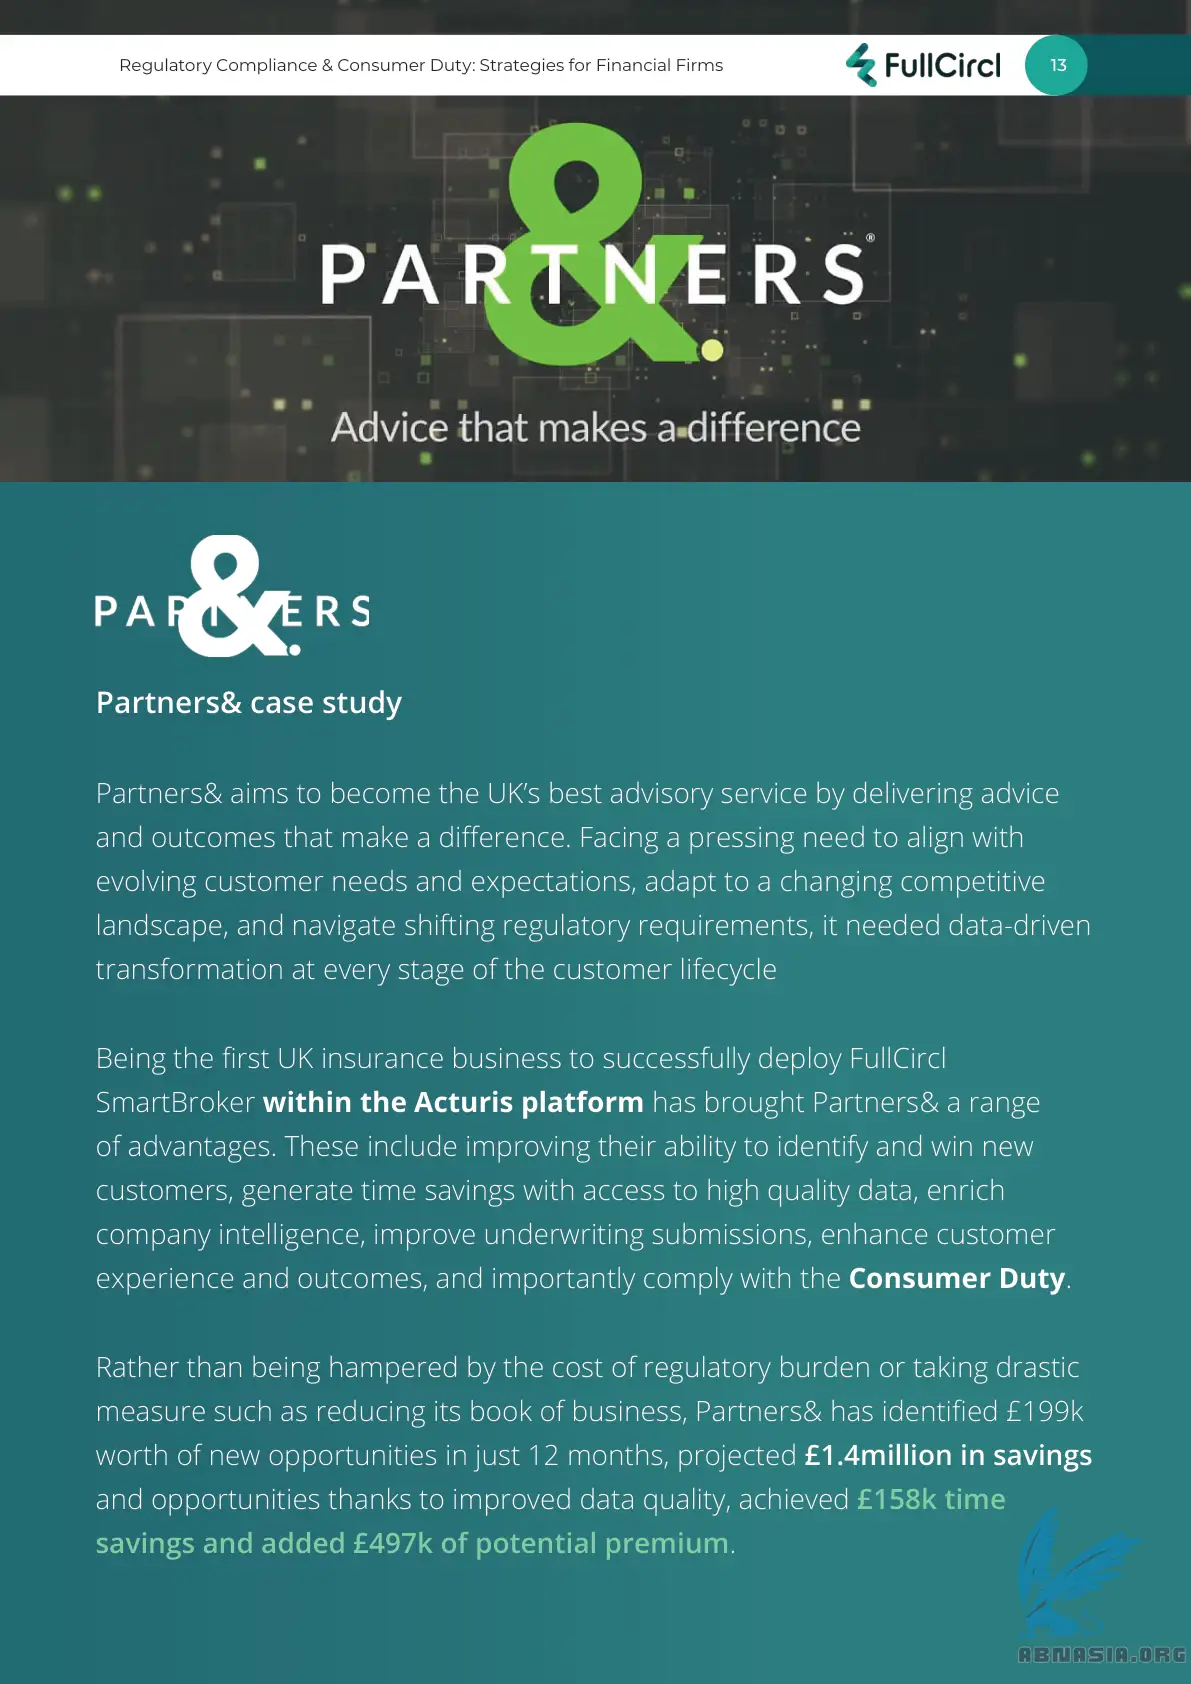 Regulatory Compliance & Consumer Duty: Strategies for Financial Firms
FullCircl
13
PARTNERS®
&.
Advice that makes a difference
PARTNERS
&.
Partners& case study
Partners& aims to become the UK’s best advisory service by delivering advice
and outcomes that make a difference. Facing a pressing need to align with
evolving customer needs and expectations, adapt to a changing competitive
landscape, and navigate shifting regulatory requirements, it needed data-driven
transformation at every stage of the customer lifecycle
Being the first UK insurance business to successfully deploy FullCircl
SmartBroker within the Acturis platform has brought Partners& a range
of advantages. These include improving their ability to identify and win new
customers, generate time savings with access to high quality data, enrich
company intelligence, improve underwriting submissions, enhance customer
experience and outcomes, and importantly comply with the Consumer Duty.
Rather than being hampered by the cost of regulatory burden or taking drastic
measure such as reducing its book of business, Partners& has identified £199k
worth of new opportunities in just 12 months, projected £1.4million in savings
and opportunities thanks to improved data quality, achieved £158k time
savings and added £497k of potential premium.
ABNASIA.ORG